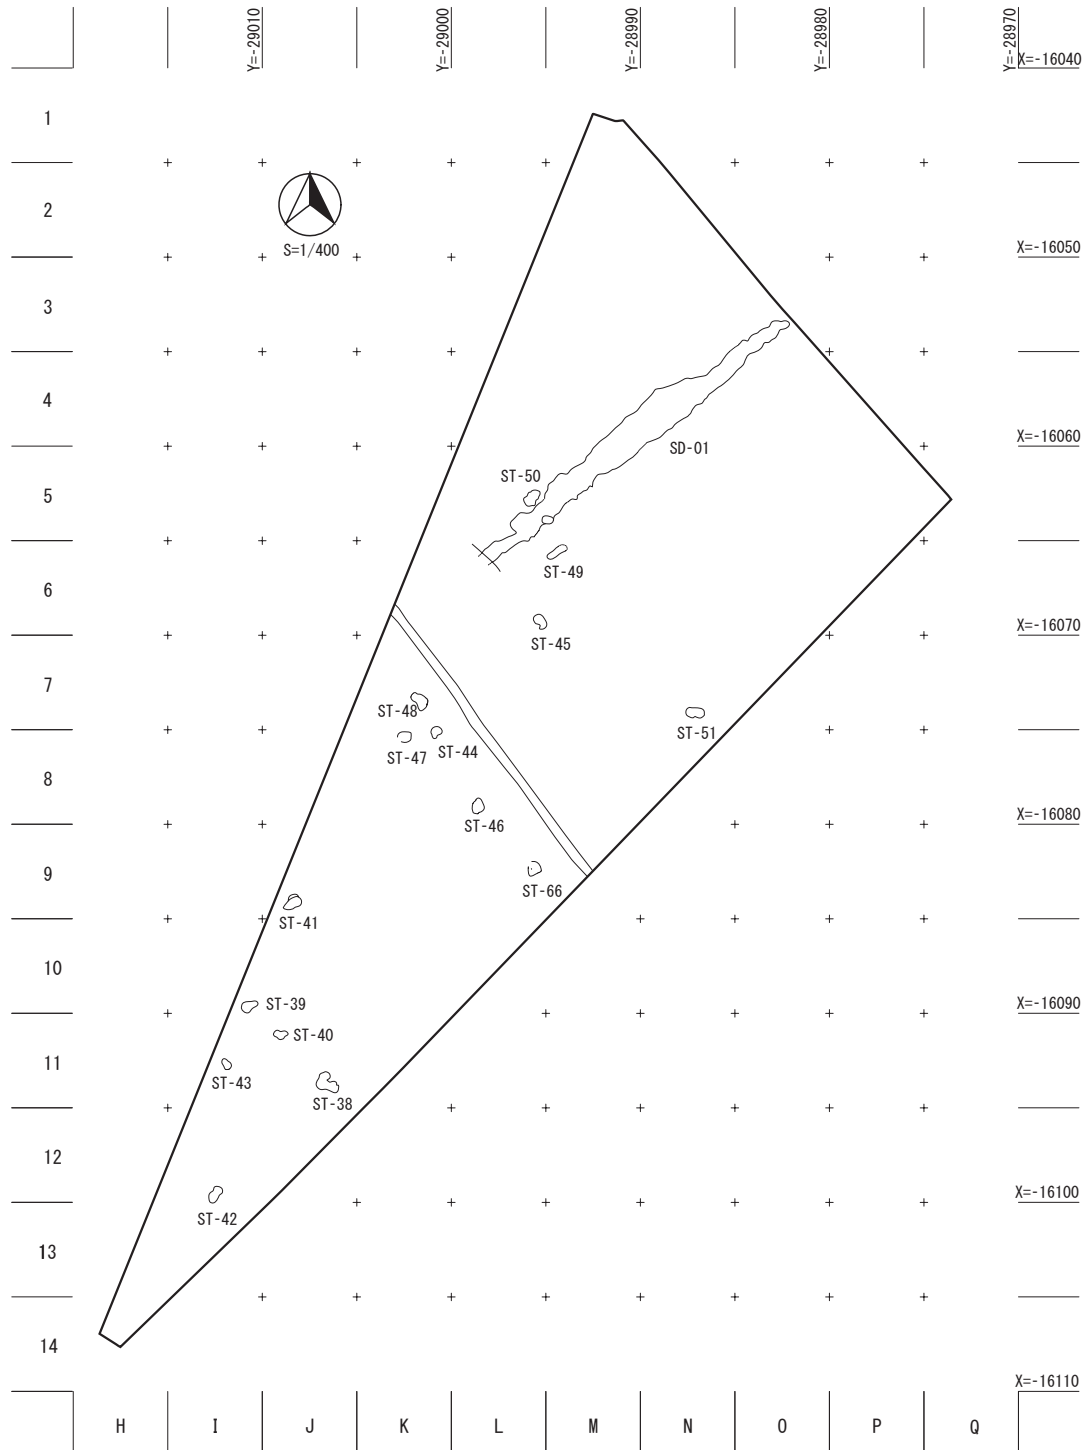 Y=-29010
Y=-29000
Y=-28990
Y=-28980
Y=-28970
X=-16040
1
2
S=1/400
X=-16050
3
4
X=-16060
SD-01
ST-50
5
ST-49
6
X=-16070
ST-45
7
ST-48
ST-51
ST-44
ST-47
8
ST-46
X=-16080
9
ST-66
ST-41
10
ST-39
X=-16090
ST-40
11
ST-43
ST-38
12
X=-16100
ST-42
13
14
X=-16110
H I J K L M N O P Q